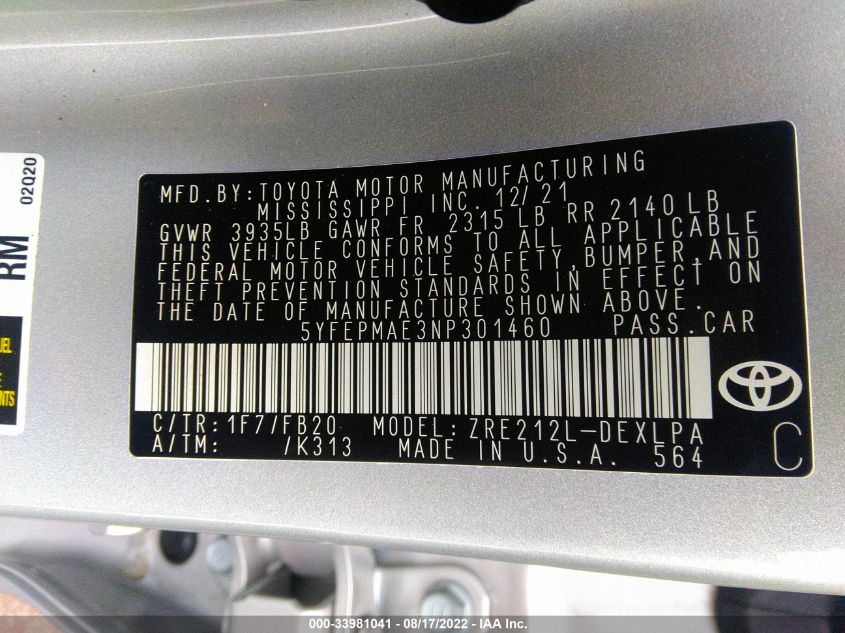 02Q20
RM
UEL
NTS
MFD.BY:TOYOTA MOTOR MANUFACTURING
MISSISSIPPI INC. 12/21
GVWR 3935LB GAWR FR 2315 LB RR 2140 LB
THIS VEHICLE CONFORMS TO ALL APPLICABLE
FEDERAL MOTOR VEHICLE SAFETY,BUMPER,AND
THEFT PREVENTION STANDARDS IN EFFECT ON
THE DATE OF MANUFACTURE SHOWN ABOVE.
5YFEPMAE3NP301460 PASS.CAR
C/TR:1F7/FB20 MODEL:ZRE212L-DEXLPA
A/TM: /K313 MADE IN U.S.A. 564
C
000-33981041 - 08/17/2022 - IAA Inc.